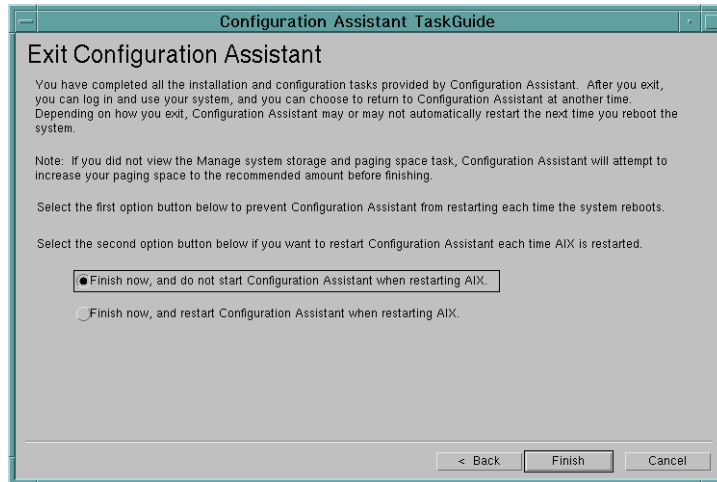 Configuration Assistant TaskGuide
Exit Configuration Assistant
You have completed all the installation and configuration tasks provided by Configuration Assistant. After you exit,
you can log in and use your system, and you can choose to return to Configuration Assistant at another time.
Depending on how you exit, Configuration Assistant may or may not automatically restart the next time you reboot the
system.
Note: If you did not view the Manage system storage and paging space task, Configuration Assistant will attempt to
increase your paging space to the recommended amount before finishing.
Select the first option button below to prevent Configuration Assistant from restarting each time the system reboots.
Select the second option button below if you want to restart Configuration Assistant each time AIX is restarted.
Finish now, and do not start Configuration Assistant when restarting AIX.
Finish now, and restart Configuration Assistant when restarting AIX.
< Back Finish Cancel